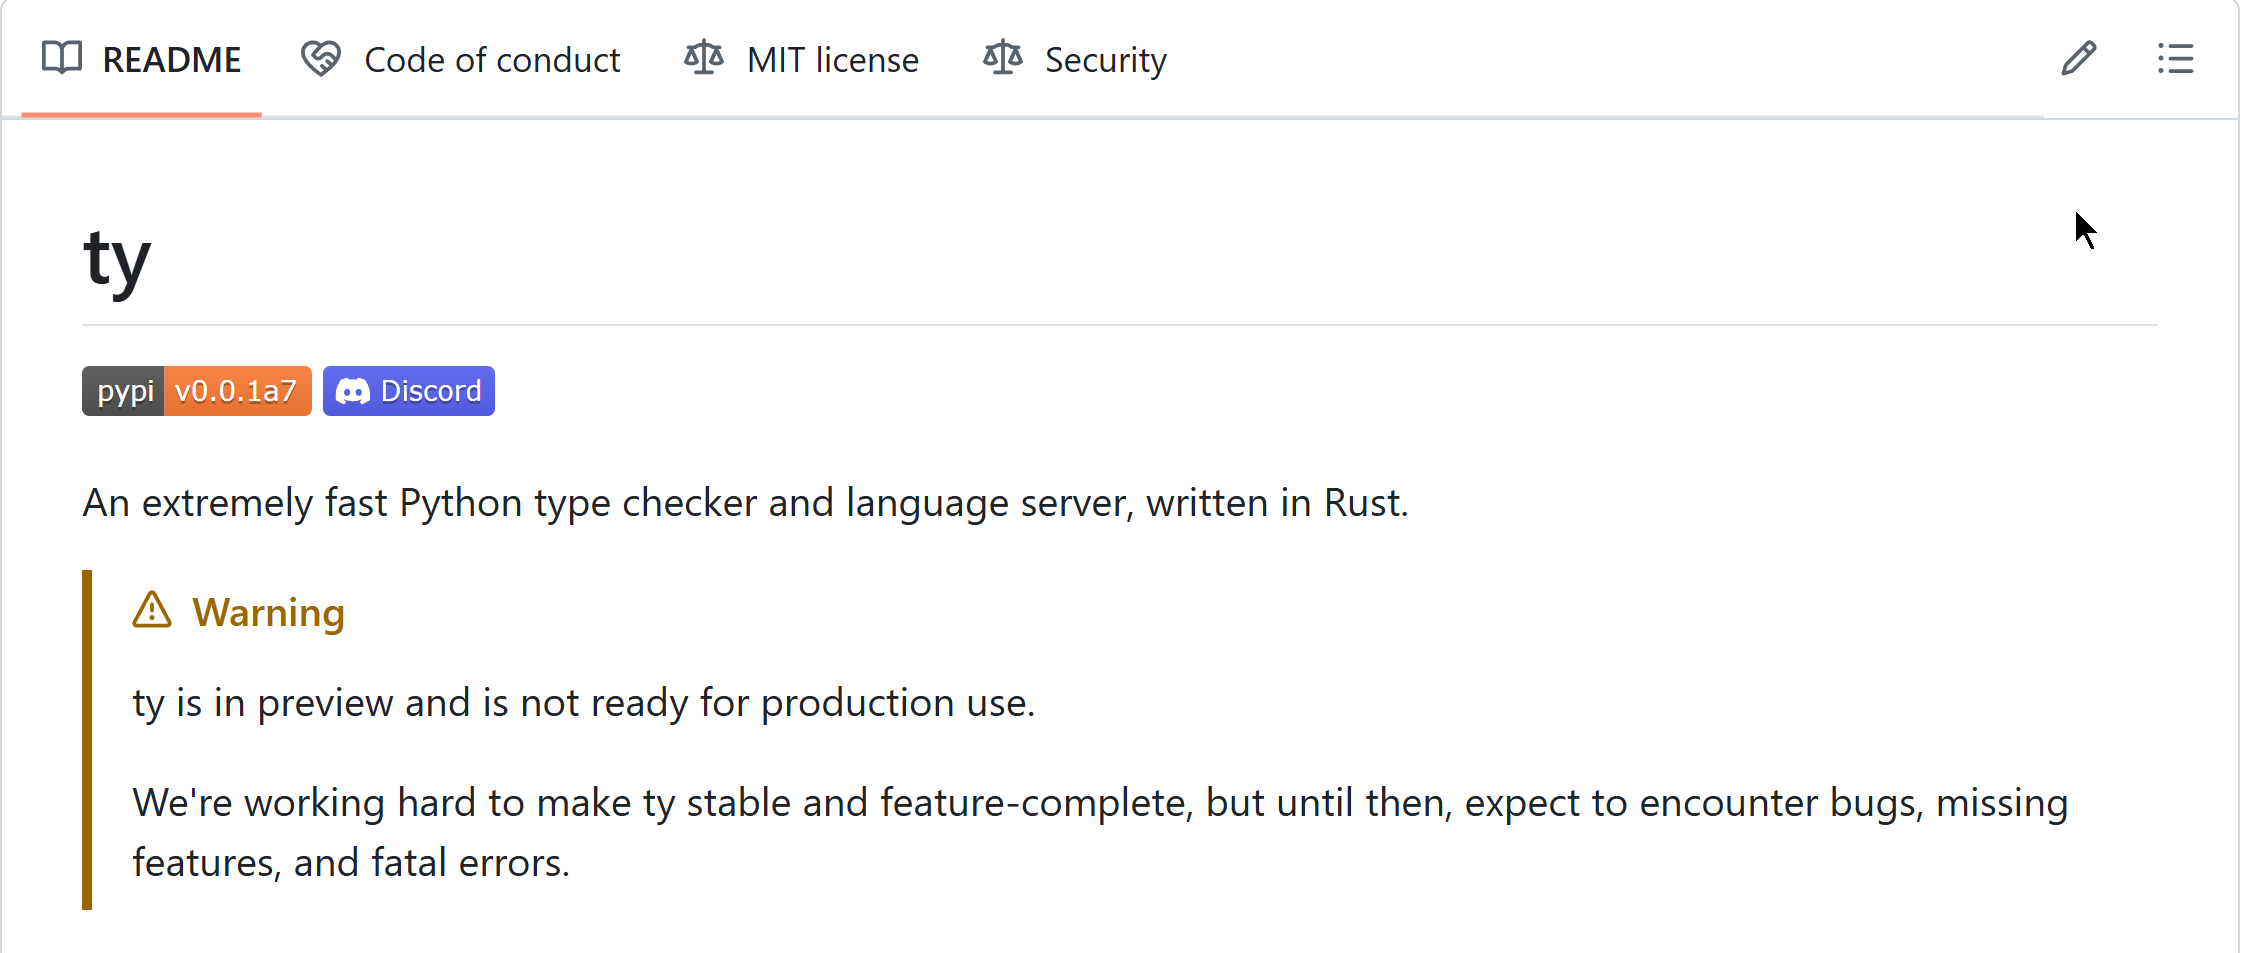 README Code of conduct MIT license Security
ty
pypi v0.0.1a7 Discord
An extremely fast Python type checker and language server, written in Rust.
Warning
ty is in preview and is not ready for production use.
We're working hard to make ty stable and feature-complete, but until then, expect to encounter bugs, missing
features, and fatal errors.